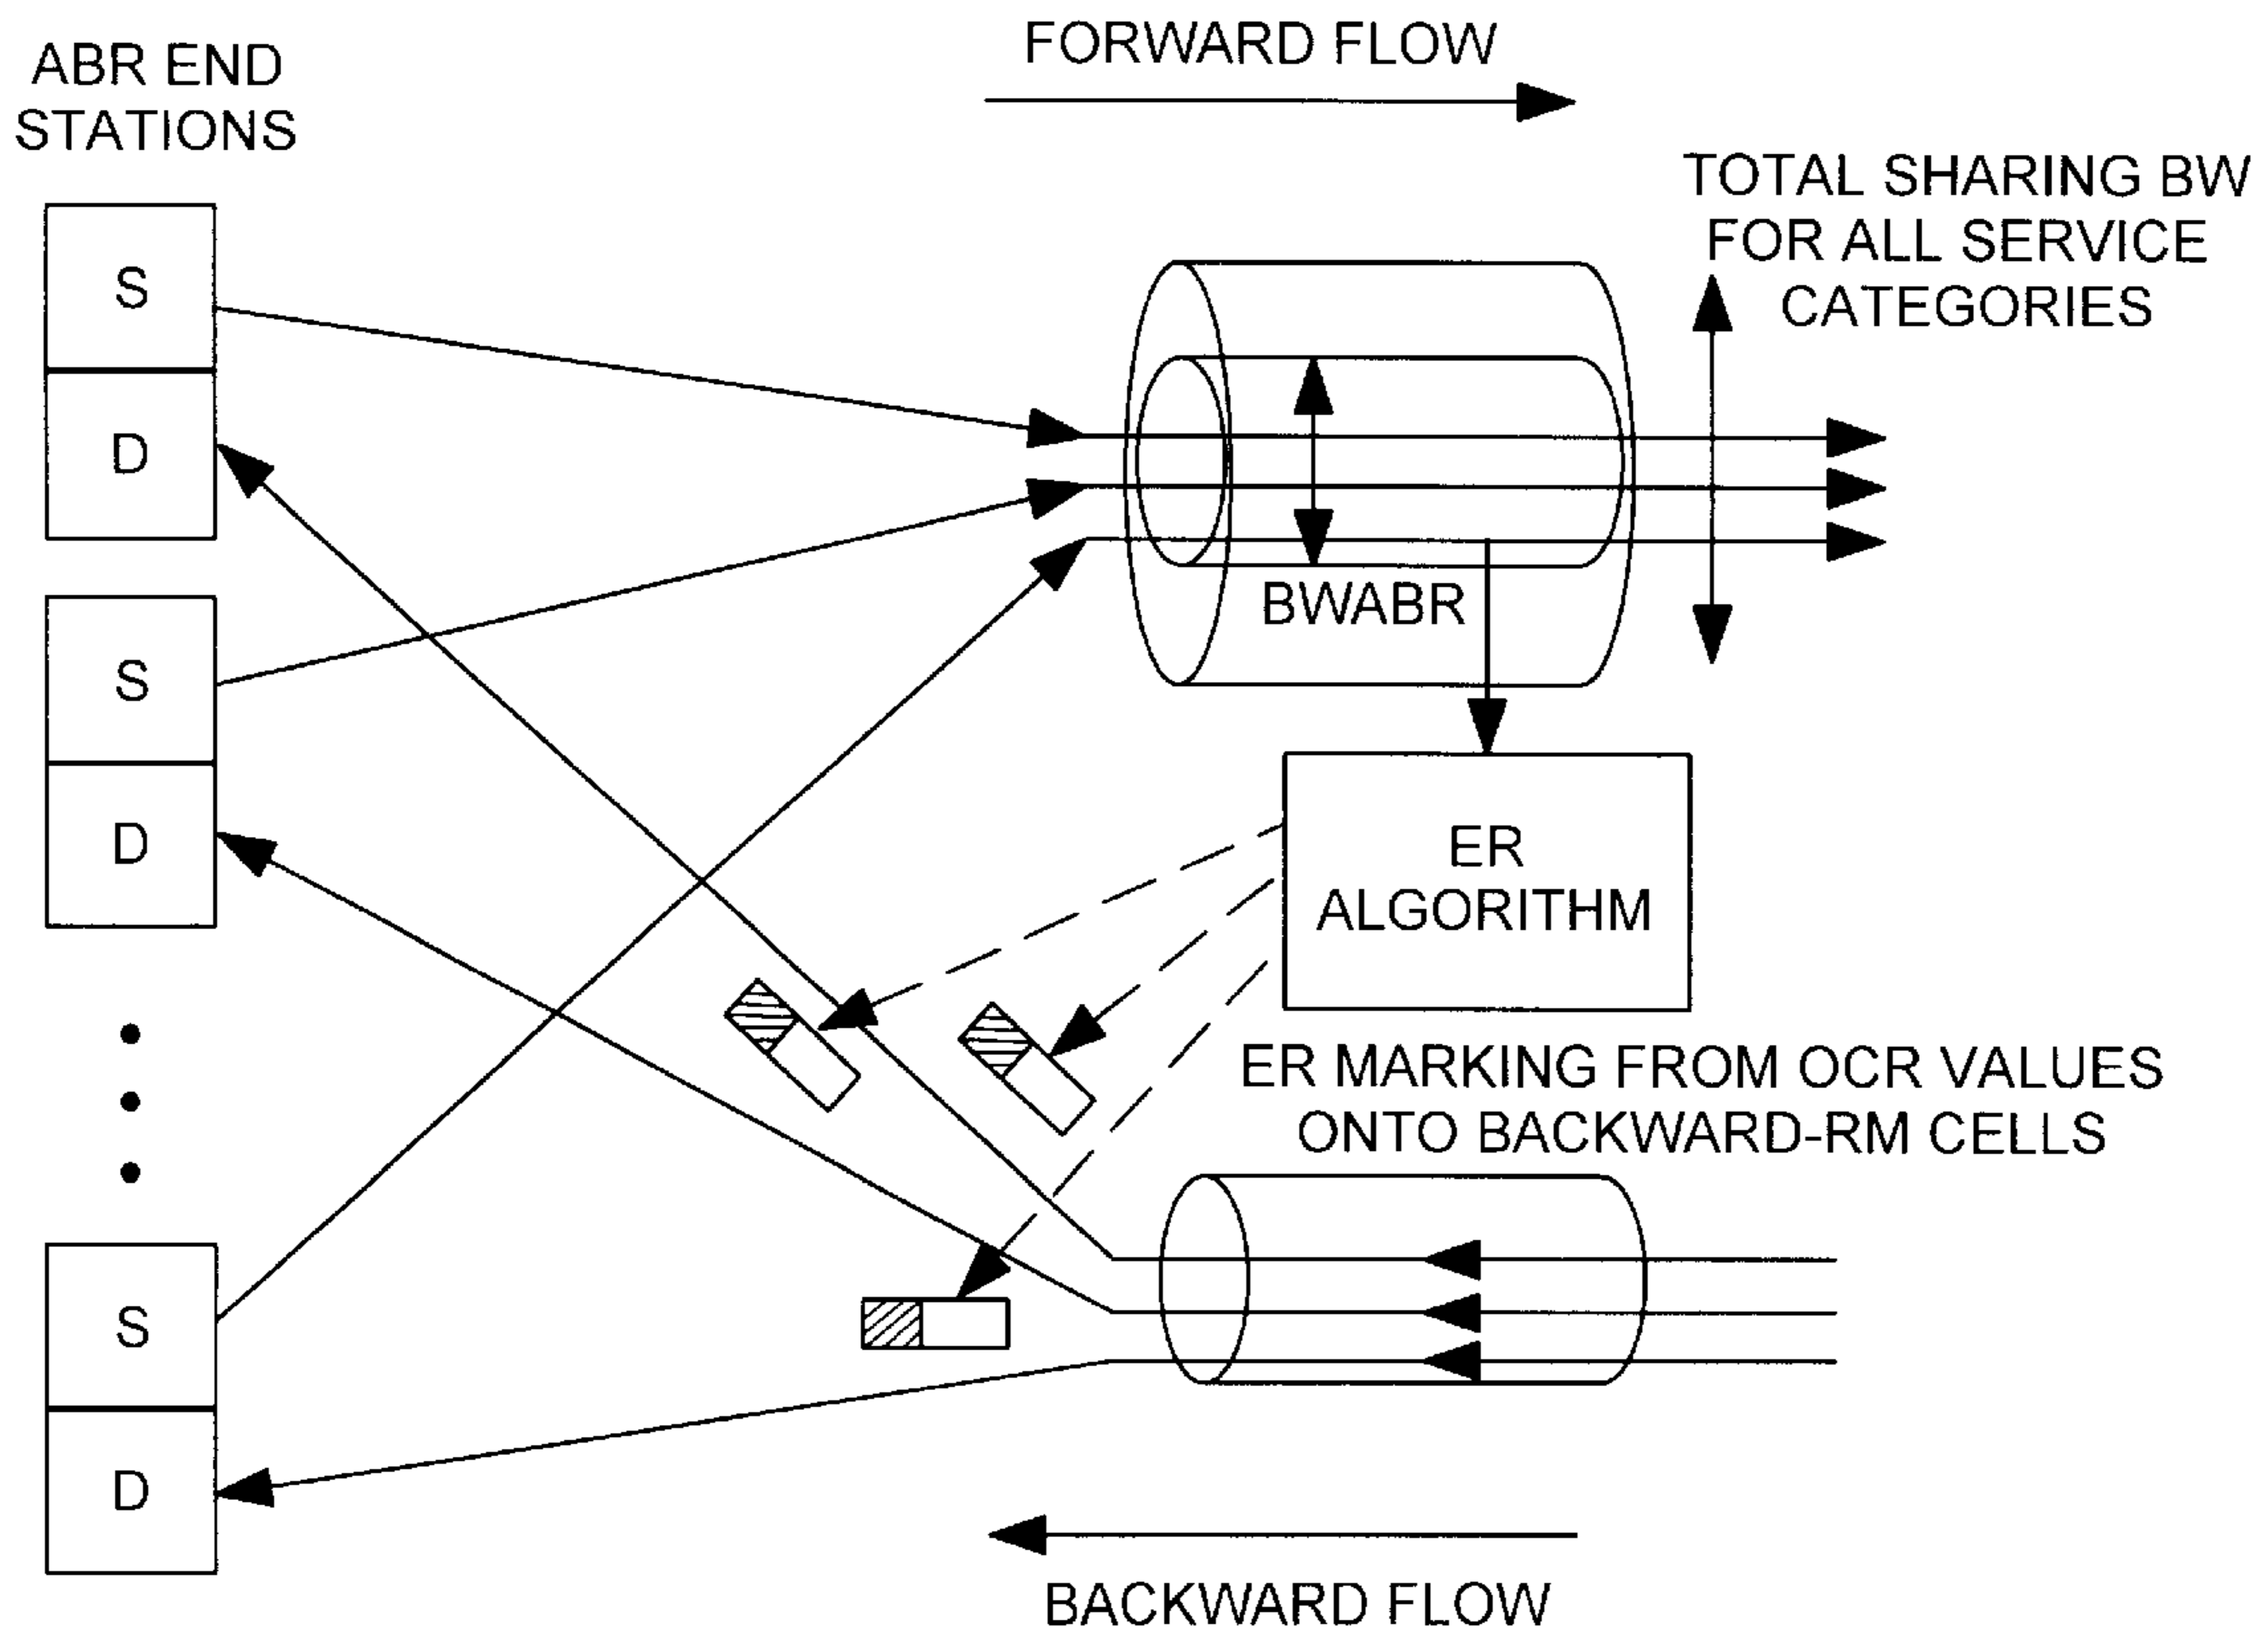 FORWARD FLOW
ABR END
STATIONS
TOTAL SHARING BW
FOR ALL SERVICE
CATEGORIES
S
D
BWABR
S
D
ER
ALGORITHM
ER MARKING FROM OCR VALUES
ONTO BACKWARD-RM CELLS
S
D
BACKWARD FLOW